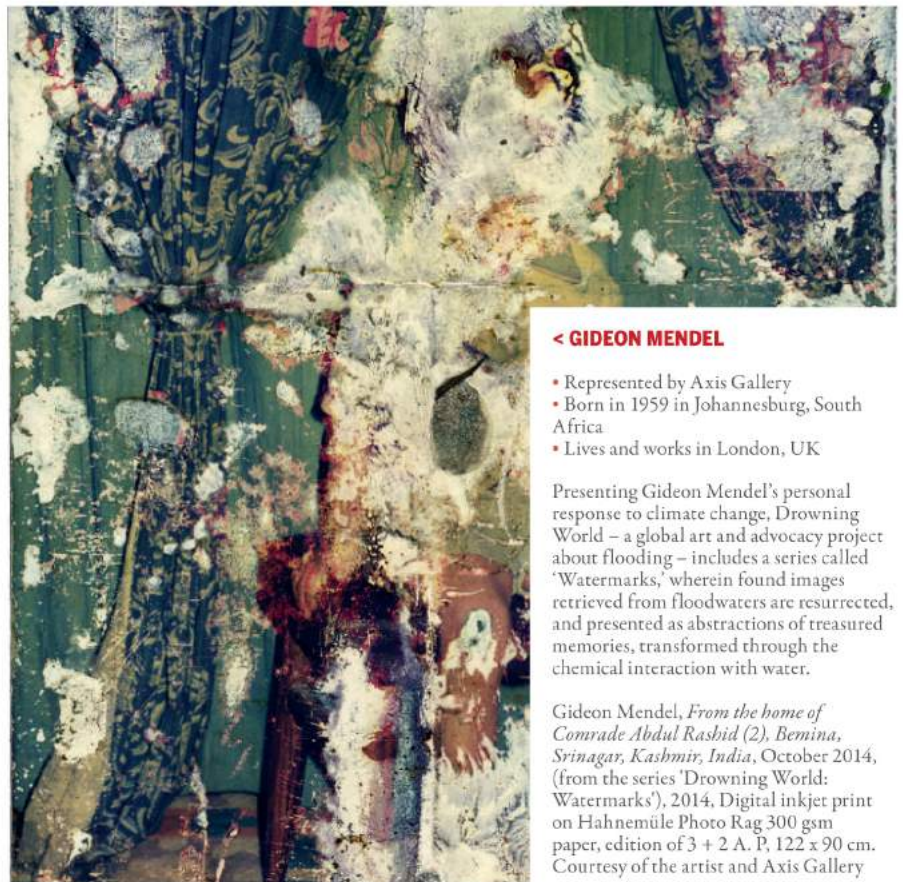 < GIDEON MENDEL
• Represented by Axis Gallery
• Born in 1959 in Johannesburg, South
Africa
• Lives and works in London, UK
Presenting Gideon Mendel’s personal
response to climate change, Drowning
World – a global art and advocacy project
about flooding – includes a series called
‘Watermarks,’ wherein found images
retrieved from floodwaters are resurrected,
and presented as abstractions of treasured
memories, transformed through the
chemical interaction with water.
Gideon Mendel, From the home of
Comrade Abdul Rashid (2), Bemina,
Srinagar, Kashmir, India, October 2014,
(from the series 'Drowning World:
Watermarks'), 2014, Digital inkjet print
on Hahnemüle Photo Rag 300 gsm
paper, edition of 3 + 2 A. P, 122 x 90 cm.
Courtesy of the artist and Axis Gallery